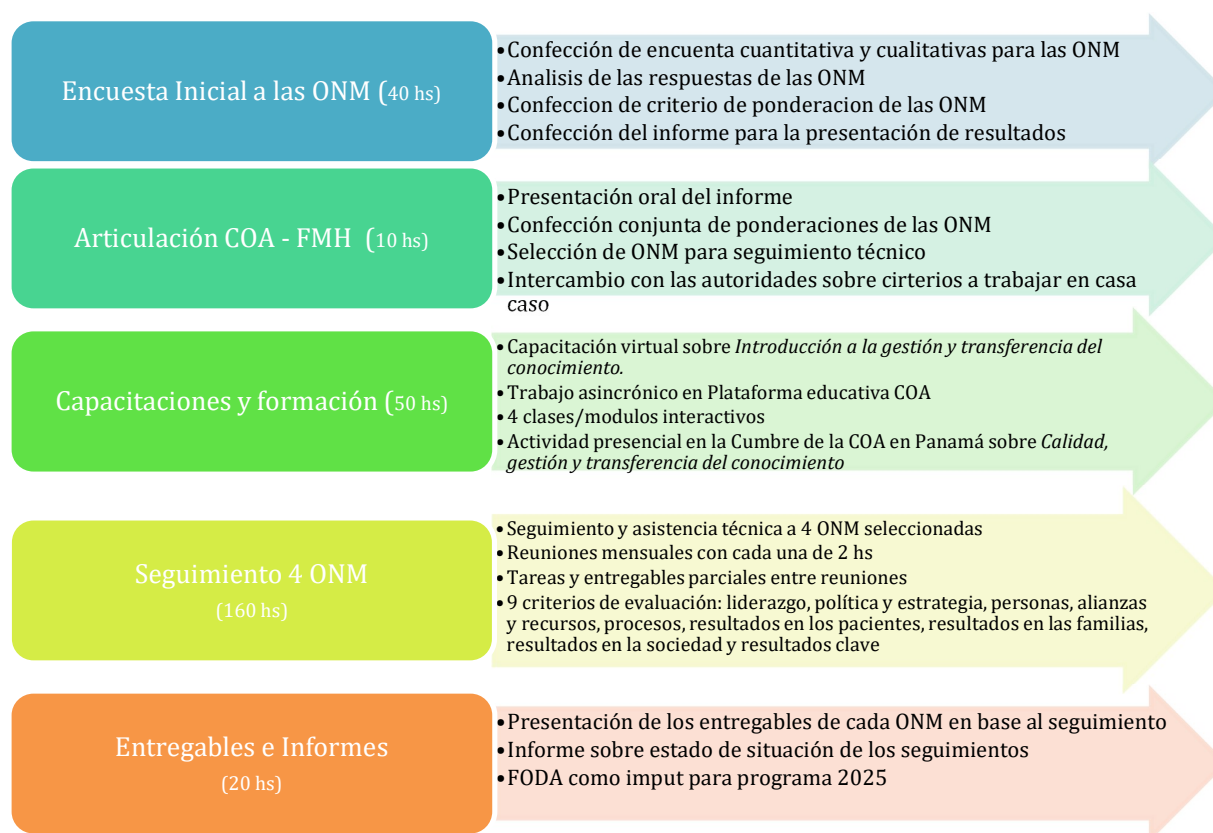 Encuesta Inicial a las ONM (40 hs)
•Confección de encuenta cuantitativa y cualitativas para las ONM
•Analisis de las respuestas de las ONM
•Confeccion de criterio de ponderacion de las ONM
•Confección del informe para la presentación de resultados
Articulación COA - FMH (10 hs)
•Presentación oral del informe
•Confección conjunta de ponderaciones de las ONM
•Selección de ONM para seguimiento técnico
•Intercambio con las autoridades sobre cirterios a trabajar en casa
caso
Capacitaciones y formación (50 hs)
•Capacitación virtual sobre Introducción a la gestión y transferencia del
conocimiento.
•Trabajo asincrónico en Plataforma educativa COA
•4 clases/modulos interactivos
•Actividad presencial en la Cumbre de la COA en Panamá sobre Calidad,
gestión y transferencia del conocimiento
Seguimiento 4 ONM
(160 hs)
•Seguimiento y asistencia técnica a 4 ONM seleccionadas
•Reuniones mensuales con cada una de 2 hs
•Tareas y entregables parciales entre reuniones
•9 criterios de evaluación: liderazgo, política y estrategia, personas, alianzas
y recursos, procesos, resultados en los pacientes, resultados en las familias,
resultados en la sociedad y resultados clave
Entregables e Informes
(20 hs)
•Presentación de los entregables de cada ONM en base al seguimiento
•Informe sobre estado de situación de los seguimientos
•FODA como imput para programa 2025